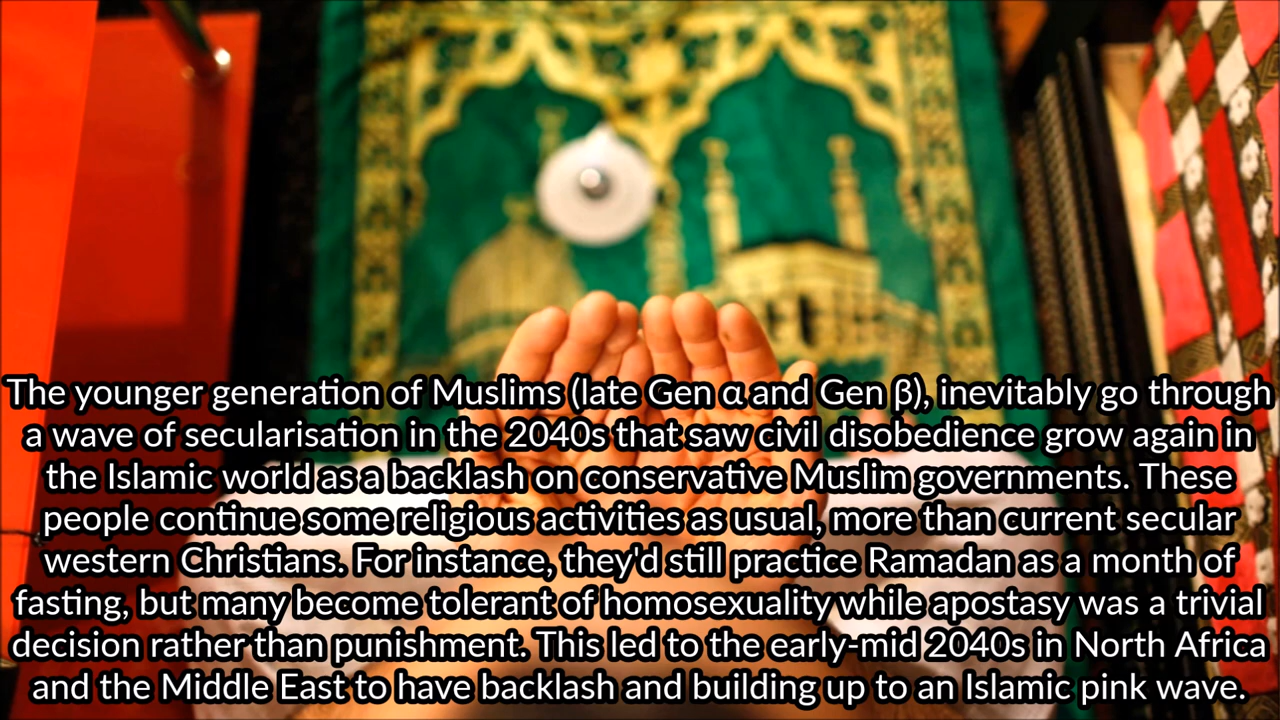 The younger generation of Muslims (late Gen α and Gen β), inevitably go through
a wave of secularisation in the 2040s that saw civil disobedience grow again in
the Islamic world as a backlash on conservative Muslim governments. These
people continue some religious activities as usual, more than current secular
western Christians. For instance, they'd still practice Ramadan as a month of
fasting, but many become tolerant of homosexuality while apostasy was a trivial
decision rather than punishment. This led to the early-mid 2040s in North Africa
and the Middle East to have backlash and building up to an Islamic pink wave.